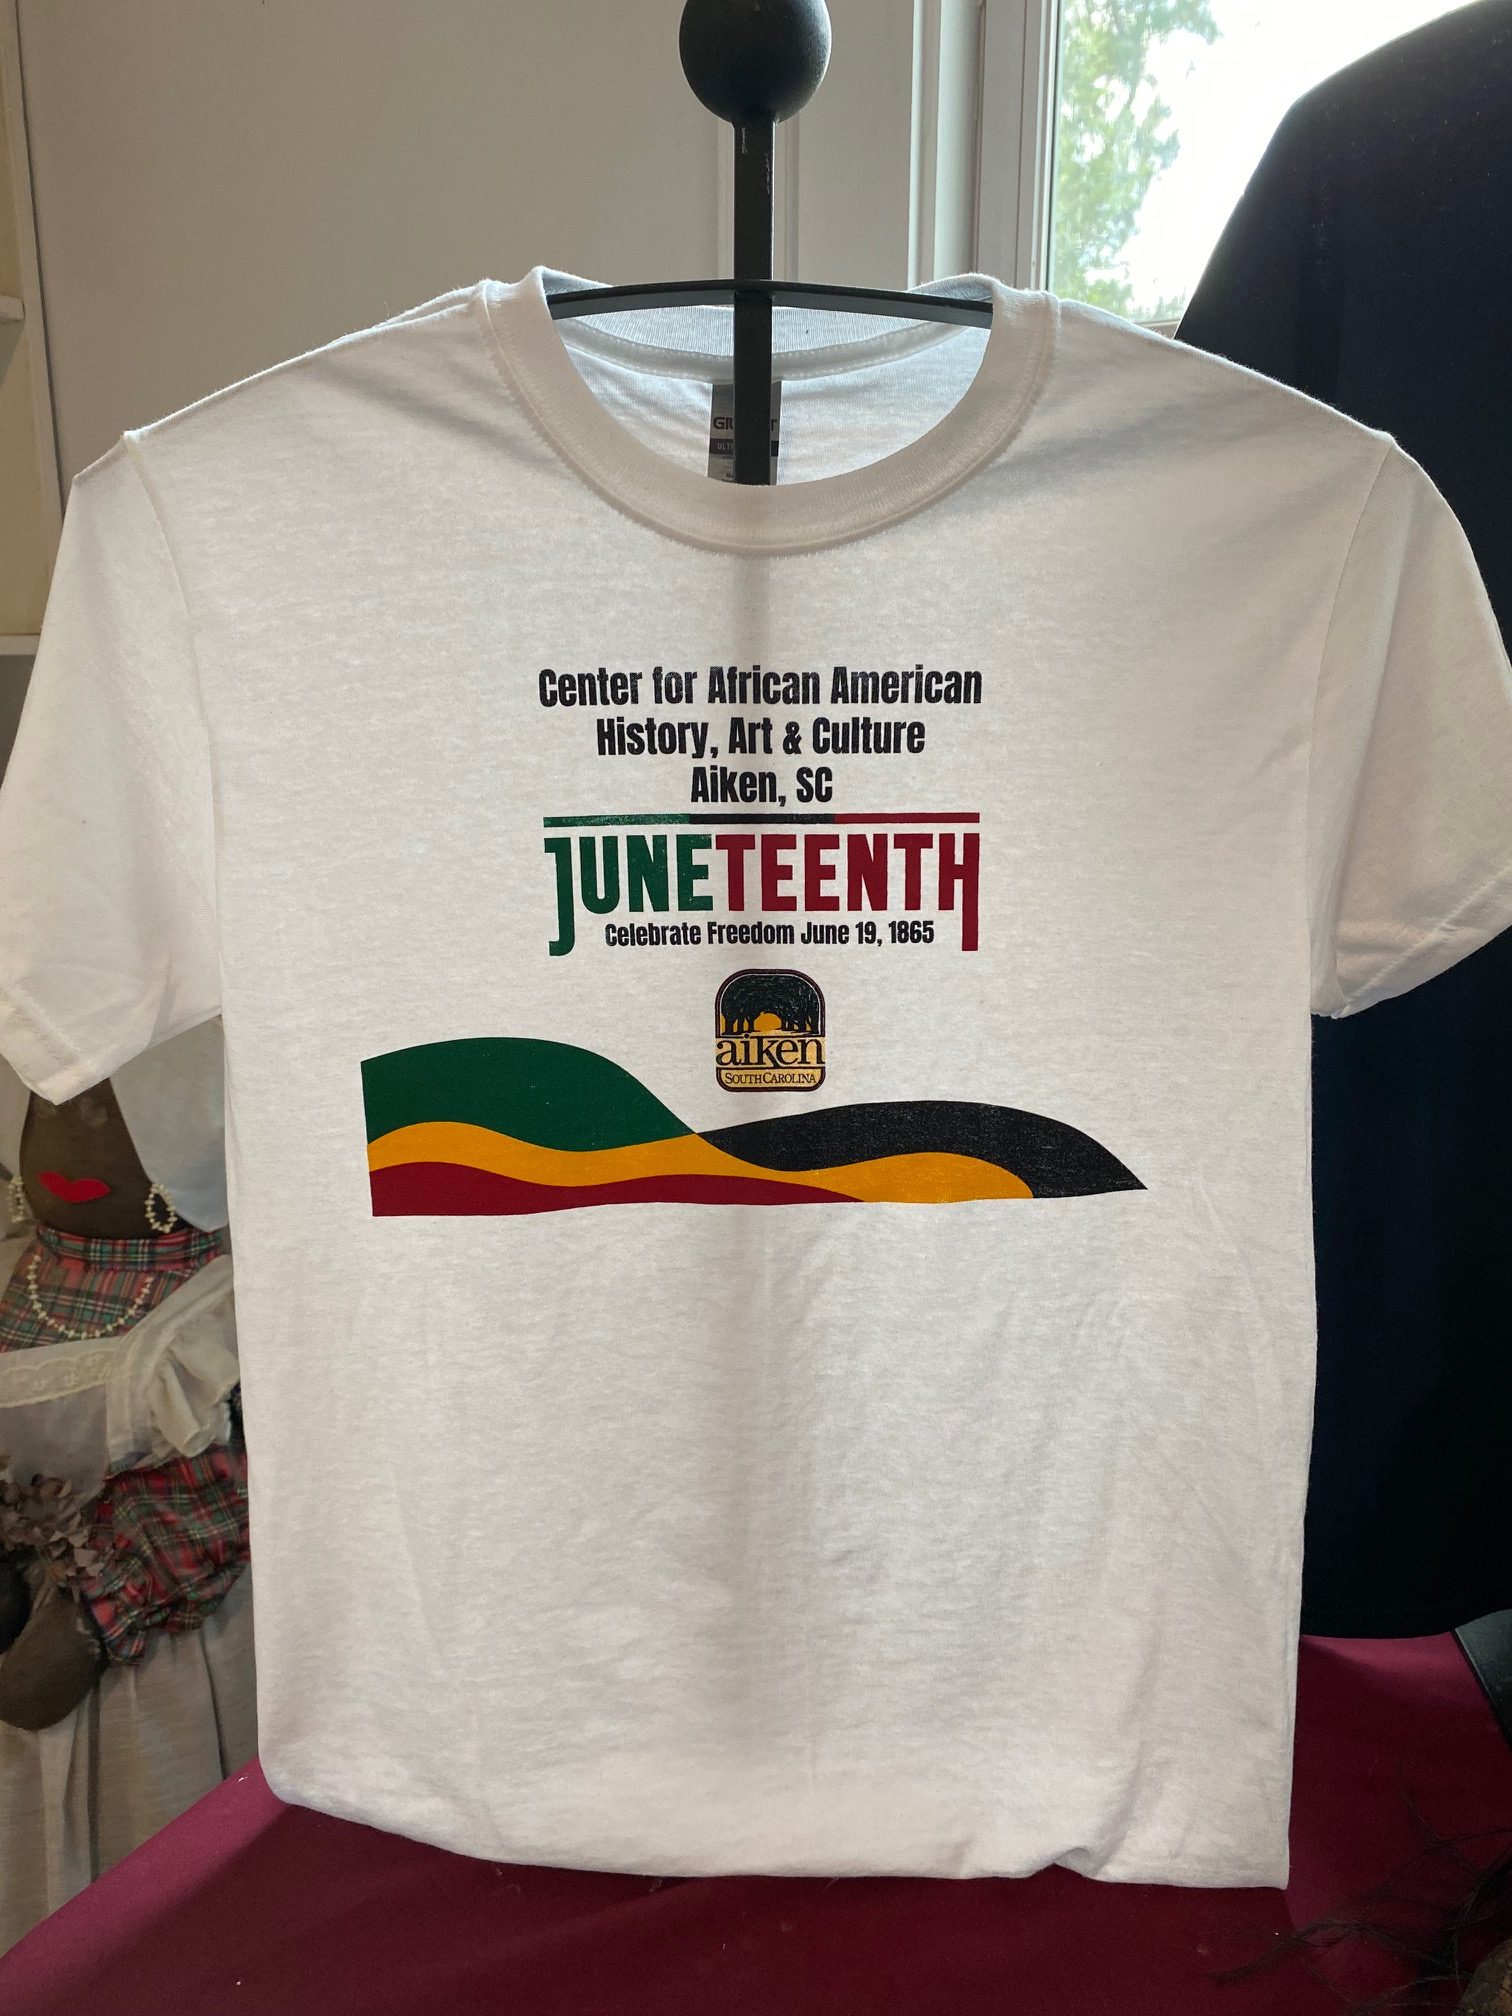 Center for African American
History, Art & Culture
Aiken, SC
JUNETEENTH
Celebrate Freedom June 19, 1865
aiken
SOUTH CAROLINA